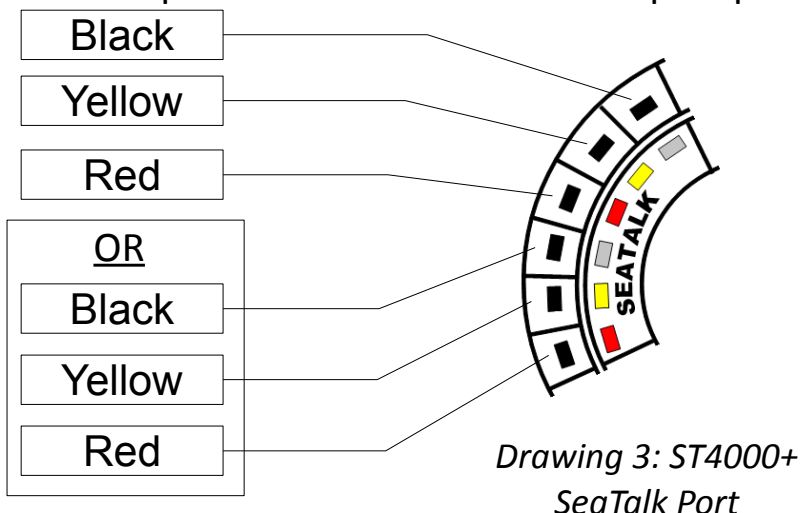 Black
Yellow
Red
OR
Black
Yellow
Red
SEATALK
Drawing 3: ST4000+
SeaTalk Port